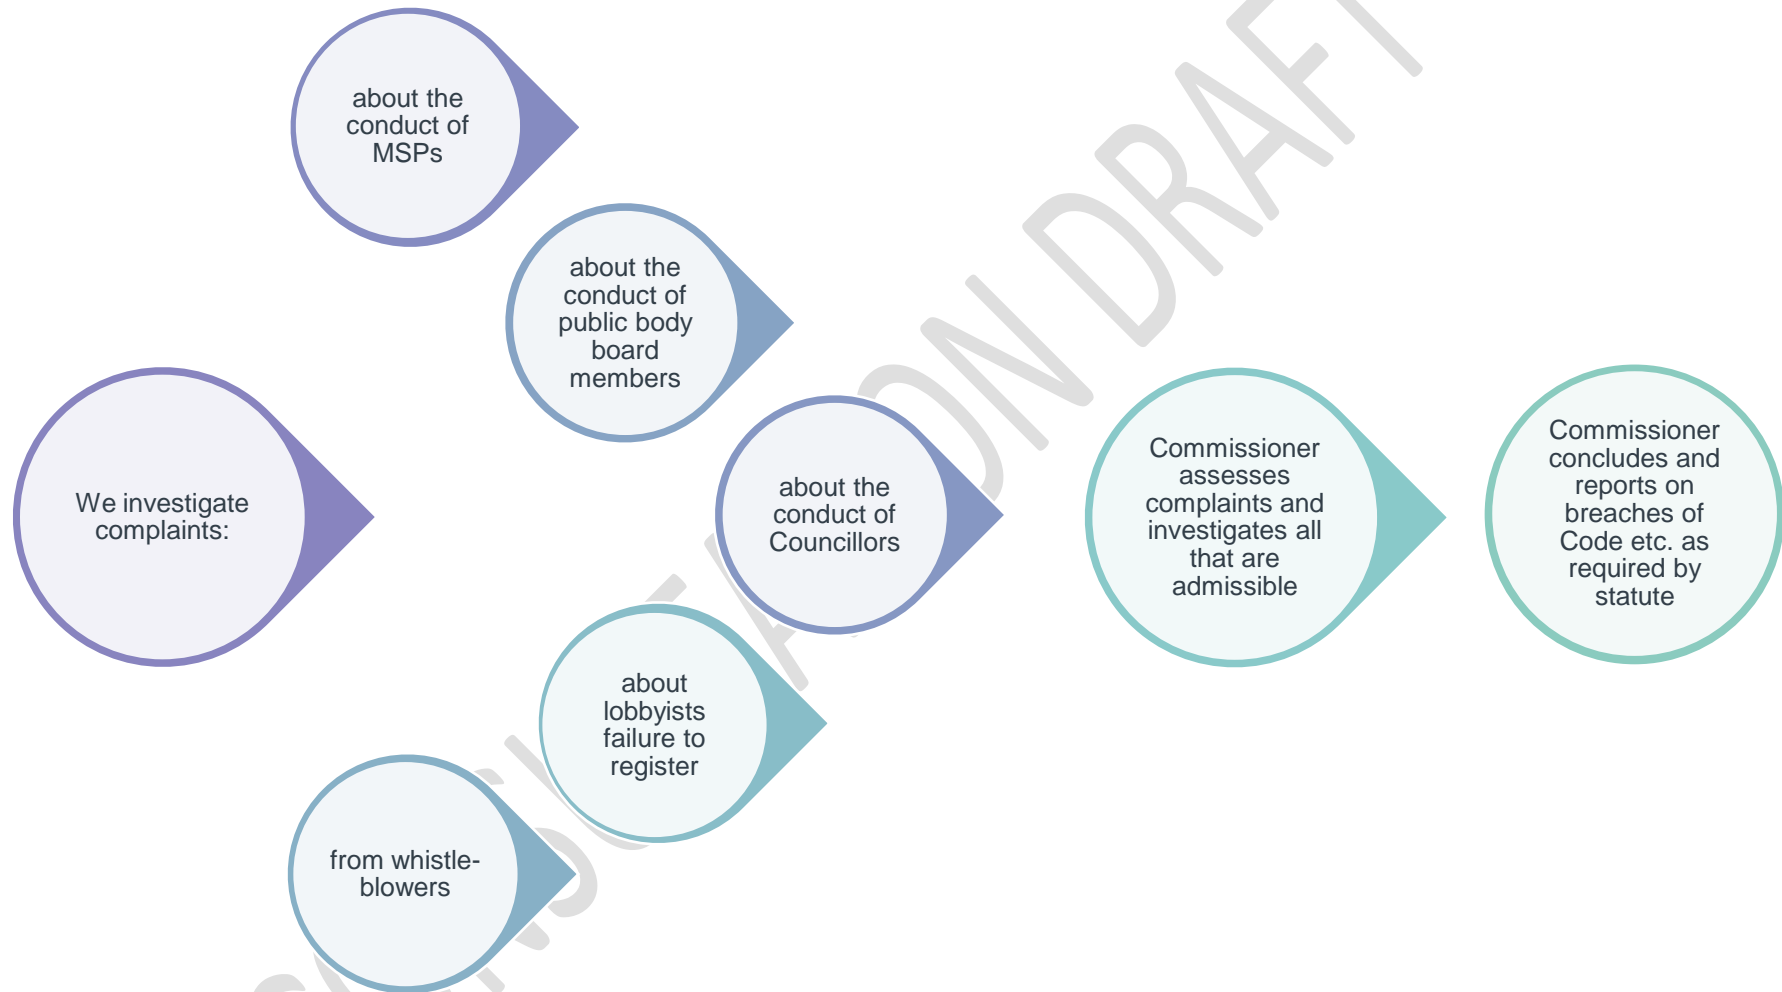 We investigate
complaints:
about the
conduct of
MSPs
about the
conduct of
public body
board
members
about the
conduct of
Councillors
about
lobbyists
failure to
register
from whistle-
blowers
Commissioner
assesses
complaints and
investigates all
that are
admissible
Commissioner
concludes and
reports on
breaches of
Code etc. as
required by
statute
DRAFT